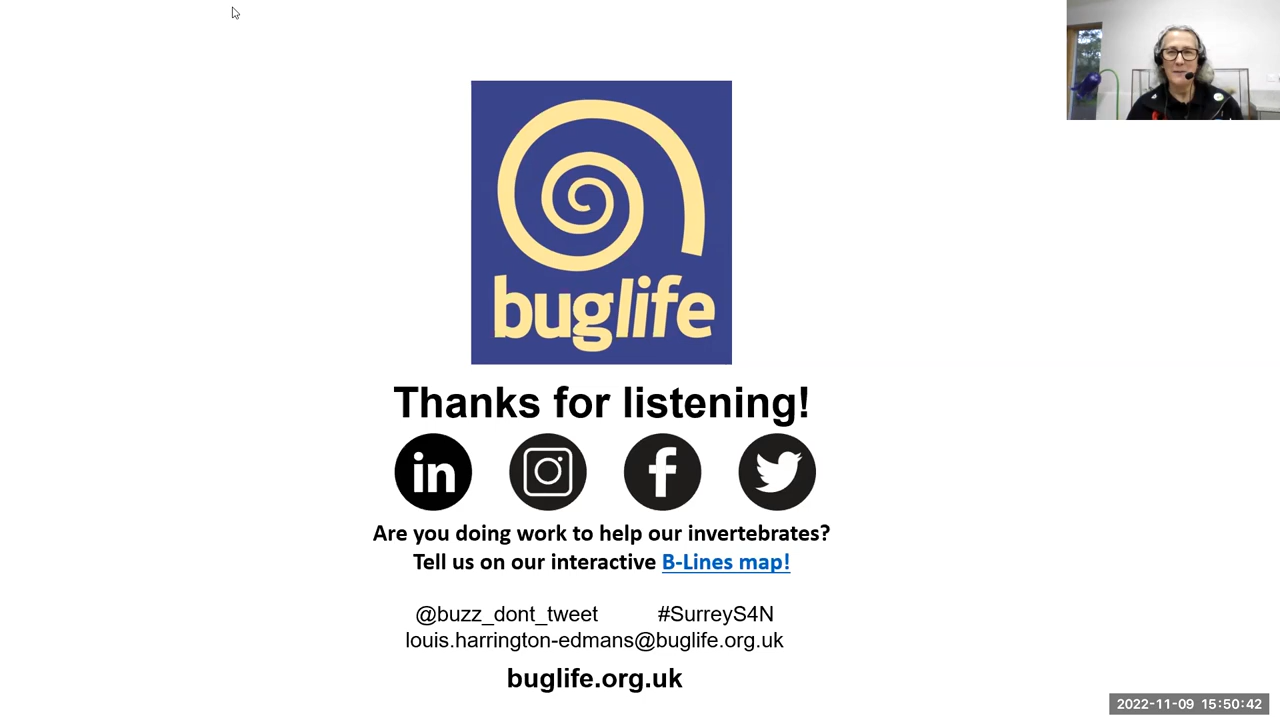 buglife
Thanks for listening!
in
f
Are you doing work to help our invertebrates?
Tell us on our interactive B-Lines map!
@buzz_dont_tweet #SurreyS4N
louis.harrington-edmans@buglife.org.uk
buglife.org.uk
2022-11-09 15:50:42